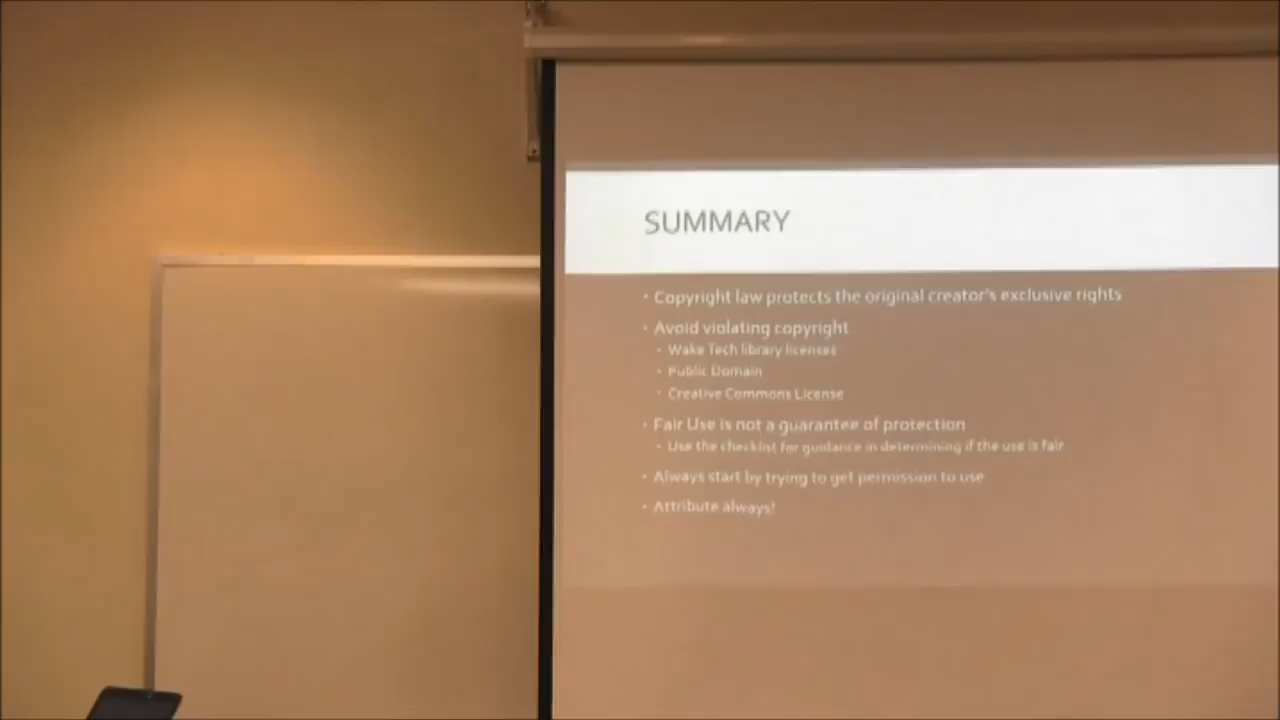 SUMMARY
• Copyright law protects the original creator's exclusive rights
• Avoid violating copyright
• Wake Tech library licenses
• Public Domain
• Creative Commons License
• Fair Use is not a guarantee of protection
• Use the checklist for guidance in determining if the use is fair
• Always start by trying to get permission to use
• Attribute always!